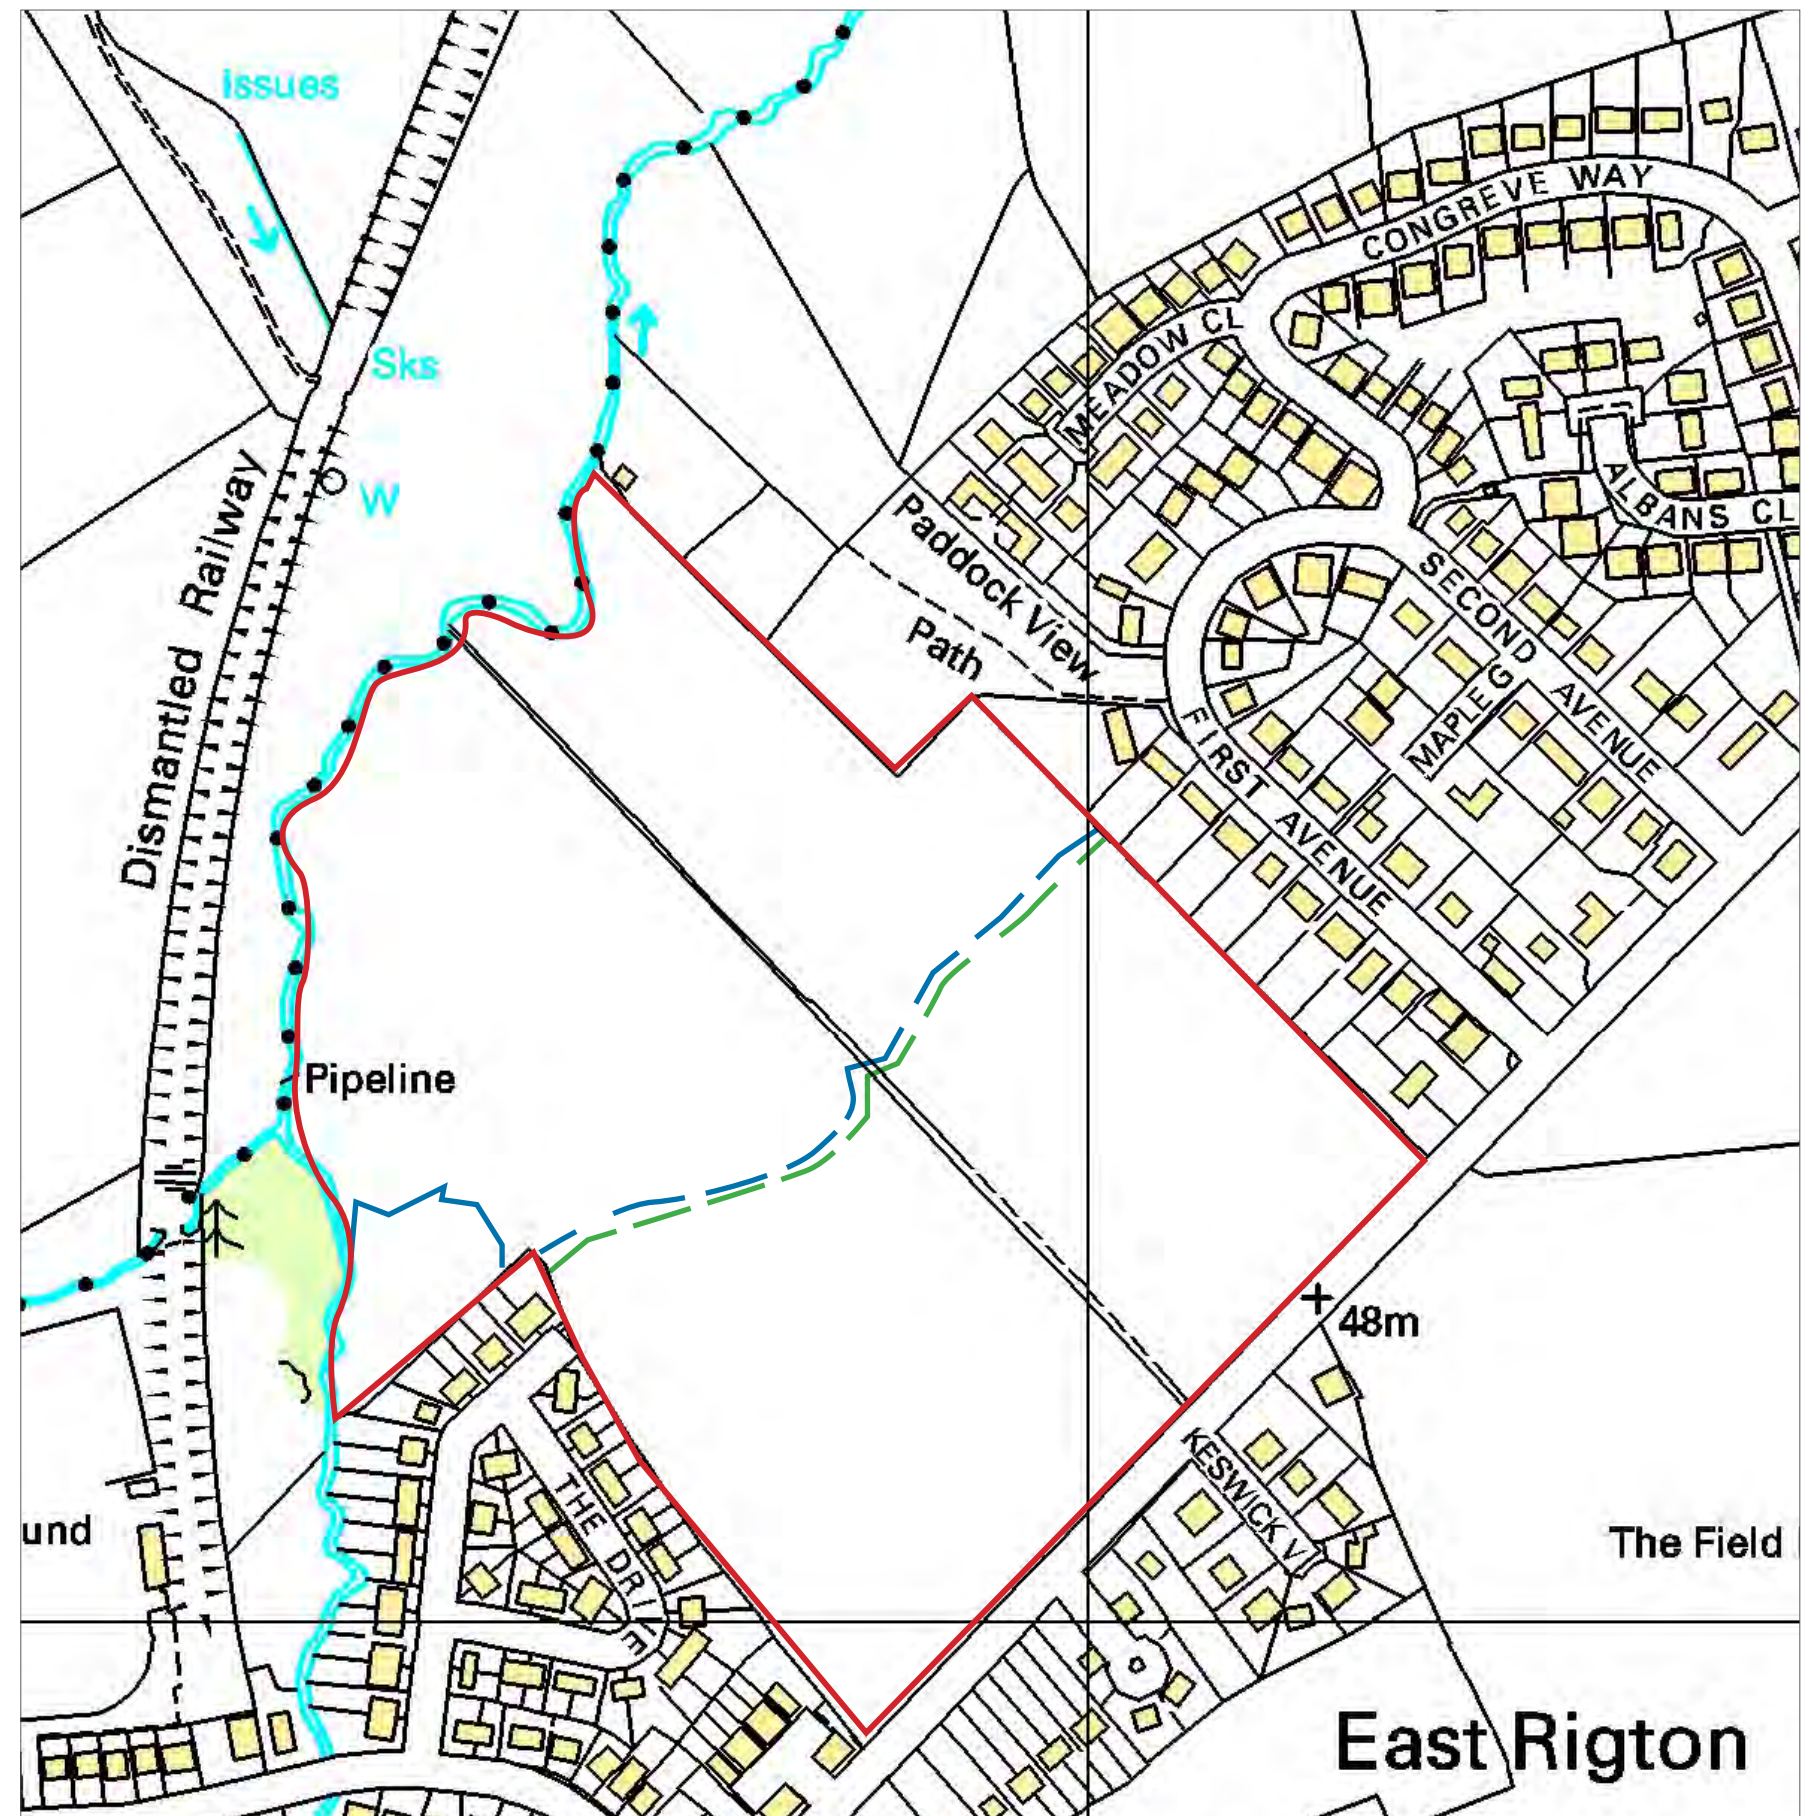 Issues
CONGREVE WAY
MEADOW CL
Sks
W
Dismantled Railway
ALBANS CL
Paddock View
Path
SECOND AVENUE
MAPLE G
FIRST AVENUE
Pipeline
48m
KESWICK V
THE DRIVE
und
The Field
East Rigton